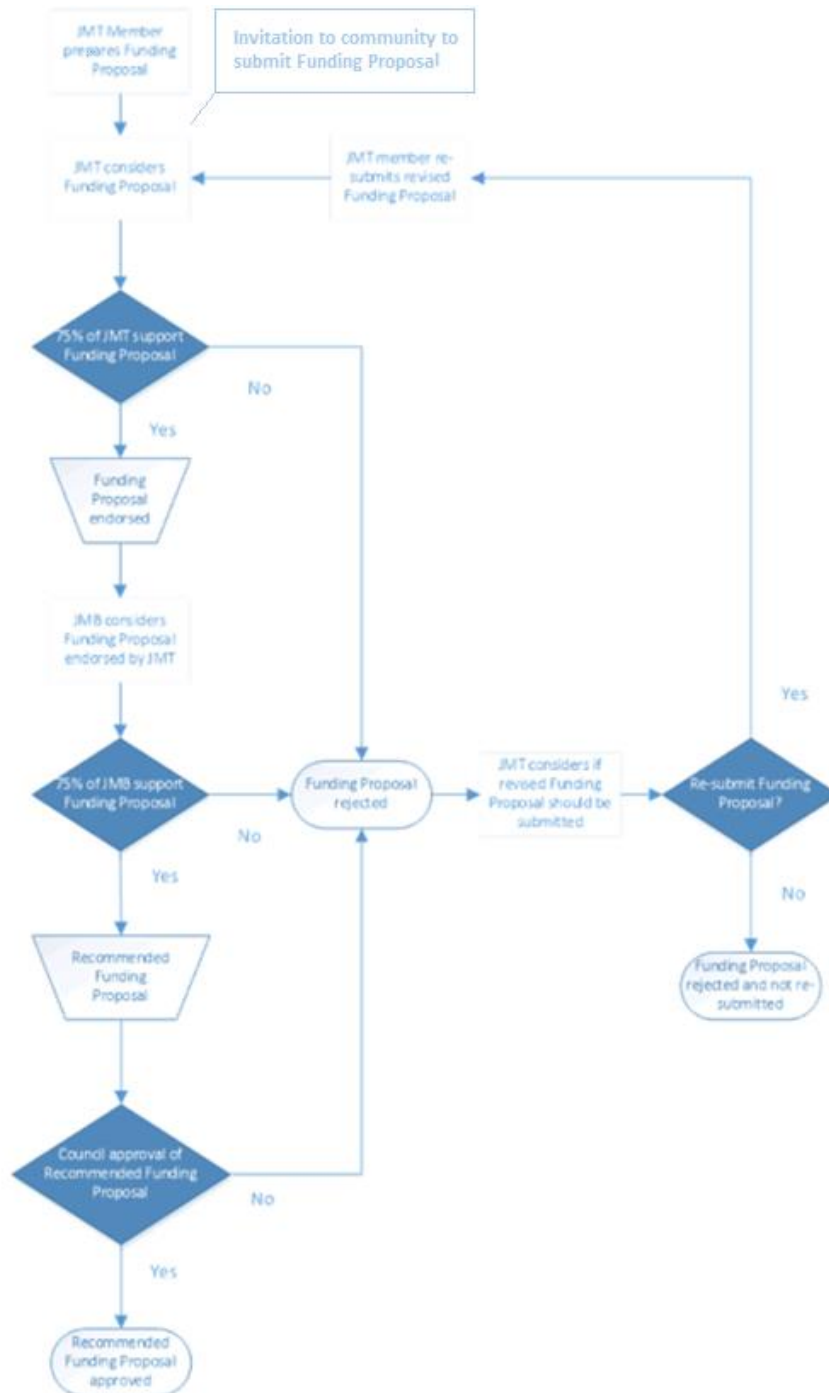 JMT Member
prepares Funding
Proposal
Invitation to community to
submit Funding Proposal
JMT considers
Funding Proposal
JMT member re-
submits revised
Funding Proposal
75% of JMT support
Funding Proposal
No
Yes
Funding
Proposal
endorsed
JMB considers
Funding Proposal
endorsed by JMT
Yes
75% of JMB support
Funding Proposal
Funding Proposal
rejected
JMT considers if
revised Funding
Proposal should be
submitted
Re-submit Funding
Proposal?
No
Yes
No
Recommended
Funding
Proposal
Funding Proposal
rejected and not re-
submitted
Council approval of
Recommended Funding
Proposal
No
Yes
Recommended
Funding Proposal
approved